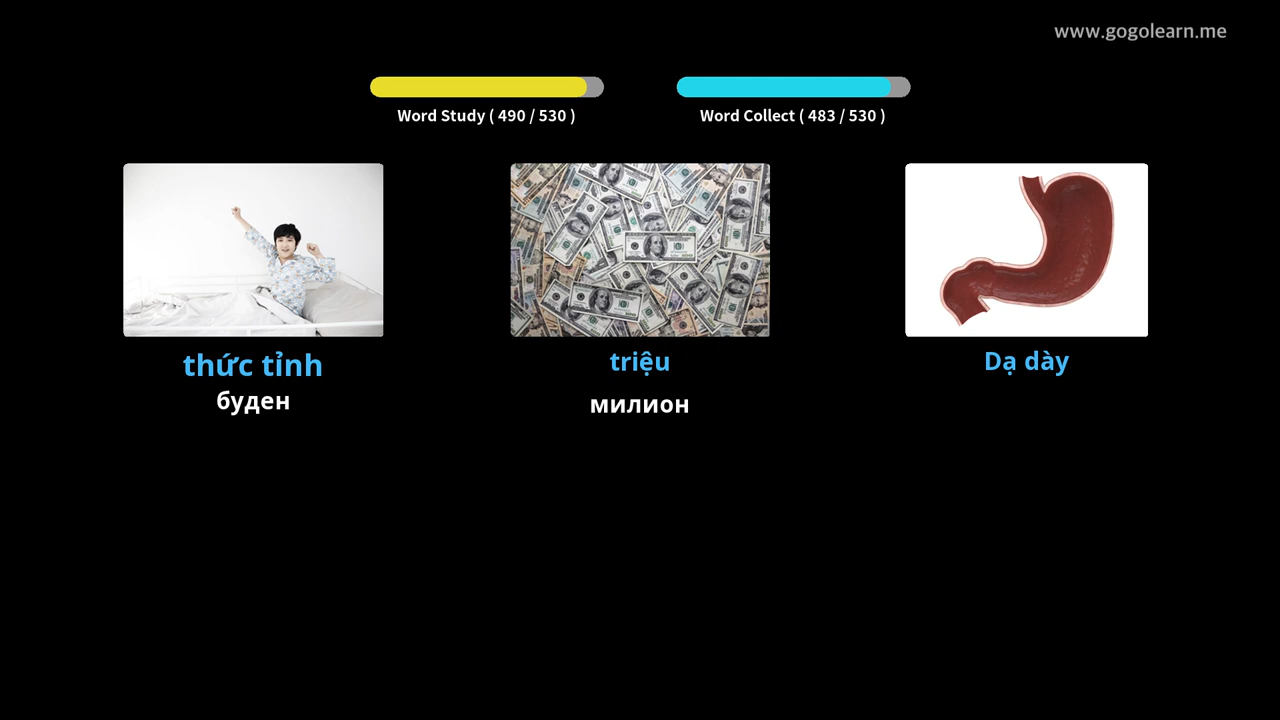 www.gogolearn.me
Word Study ( 490 / 530 )
Word Collect ( 483 / 530 )
thức tỉnh
буден
triệu
милион
Dạ dày